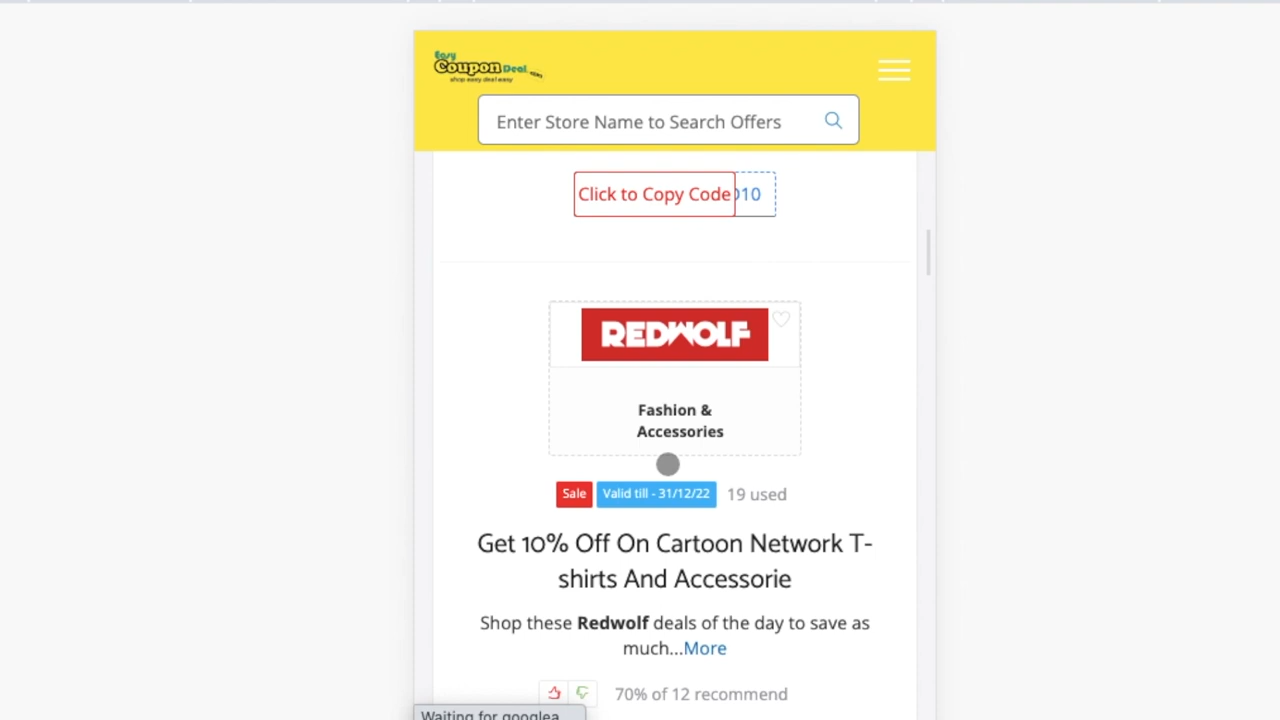 Easy
Coupon Deal
shop easy deal easy
Enter Store Name to Search Offers
Click to Copy Code
10
REDWOLF
Fashion &
Accessories
Sale Valid till - 31/12/22 19 used
Get 10% Off On Cartoon Network T-
shirts And Accessorie
Shop these Redwolf deals of the day to save as
much...More
70% of 12 recommend
Waiting for googlea